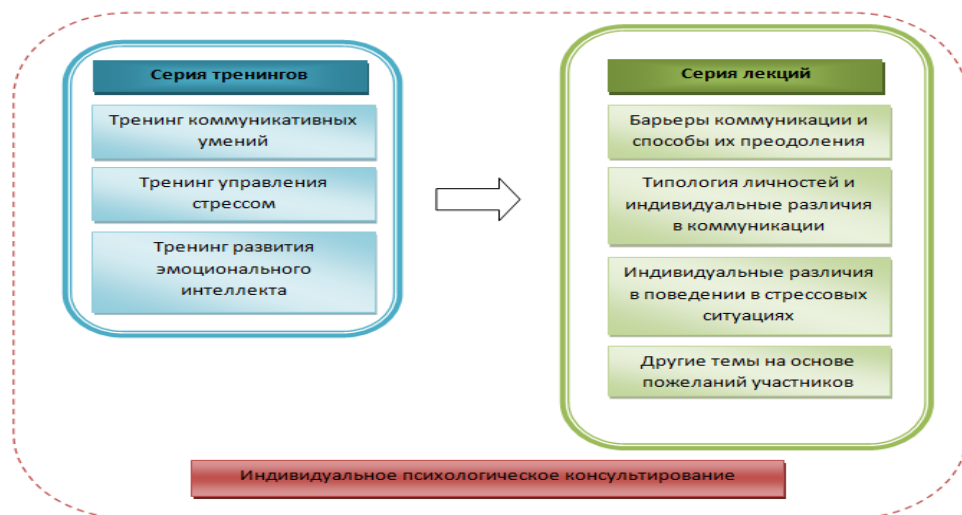 Серия тренингов
Тренинг коммуникативных
умений
Тренинг управления
стрессом
Тренинг развития
эмоционального
интеллекта
Серия лекций
Барьеры коммуникации и
способы их преодоления
Типология личностей и
индивидуальные различия
в коммуникации
Индивидуальные различия
в поведении в стрессовых
ситуациях
Другие темы на основе
пожеланий участников
Индивидуальное психологическое консультирование